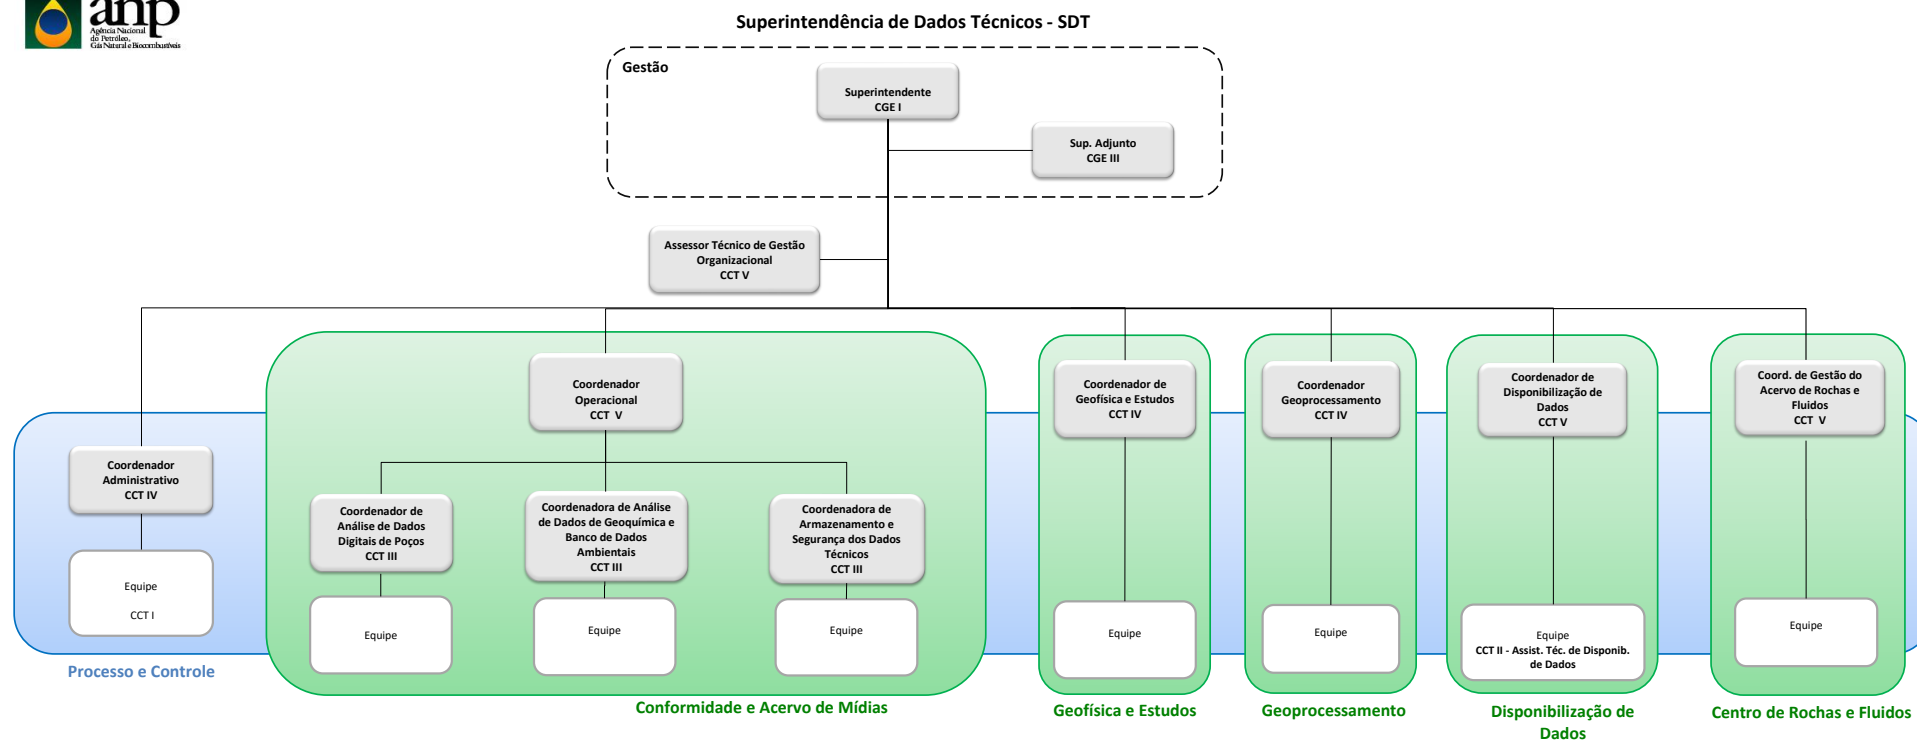 anp
Agência Nacional
do Petróleo,
Gás Natural e Biocombustíveis
Superintendência de Dados Técnicos - SDT
Gestão
Superintendente
CGE I
Sup. Adjunto
CGE III
Assessor Técnico de Gestão
Organizacional
CCT V
Coordenador
Administrativo
CCT IV
Equipe
CCT I
Processo e Controle
Coordenador
Operacional
CCT V
Coordenador de
Análise de Dados
Digitais de Poços
CCT III
Equipe
Coordenadora de Análise
de Dados de Geoquímica e
Banco de Dados
Ambientais
CCT III
Equipe
Coordenadora de
Armazenamento e
Segurança dos Dados
Técnicos
CCT III
Equipe
Conformidade e Acervo de Mídias
Coordenador de
Geofísica e Estudos
CCT IV
Equipe
Geofísica e Estudos
Coordenador
Geoprocessamento
CCT IV
Equipe
Geoprocessamento
Coordenador de
Disponibilização de
Dados
CCT V
Equipe
CCT II - Assist. Téc. de Disponib.
de Dados
Disponibilização de
Dados
Coord. de Gestão do
Acervo de Rochas e
Fluidos
CCT V
Equipe
Centro de Rochas e Fluidos